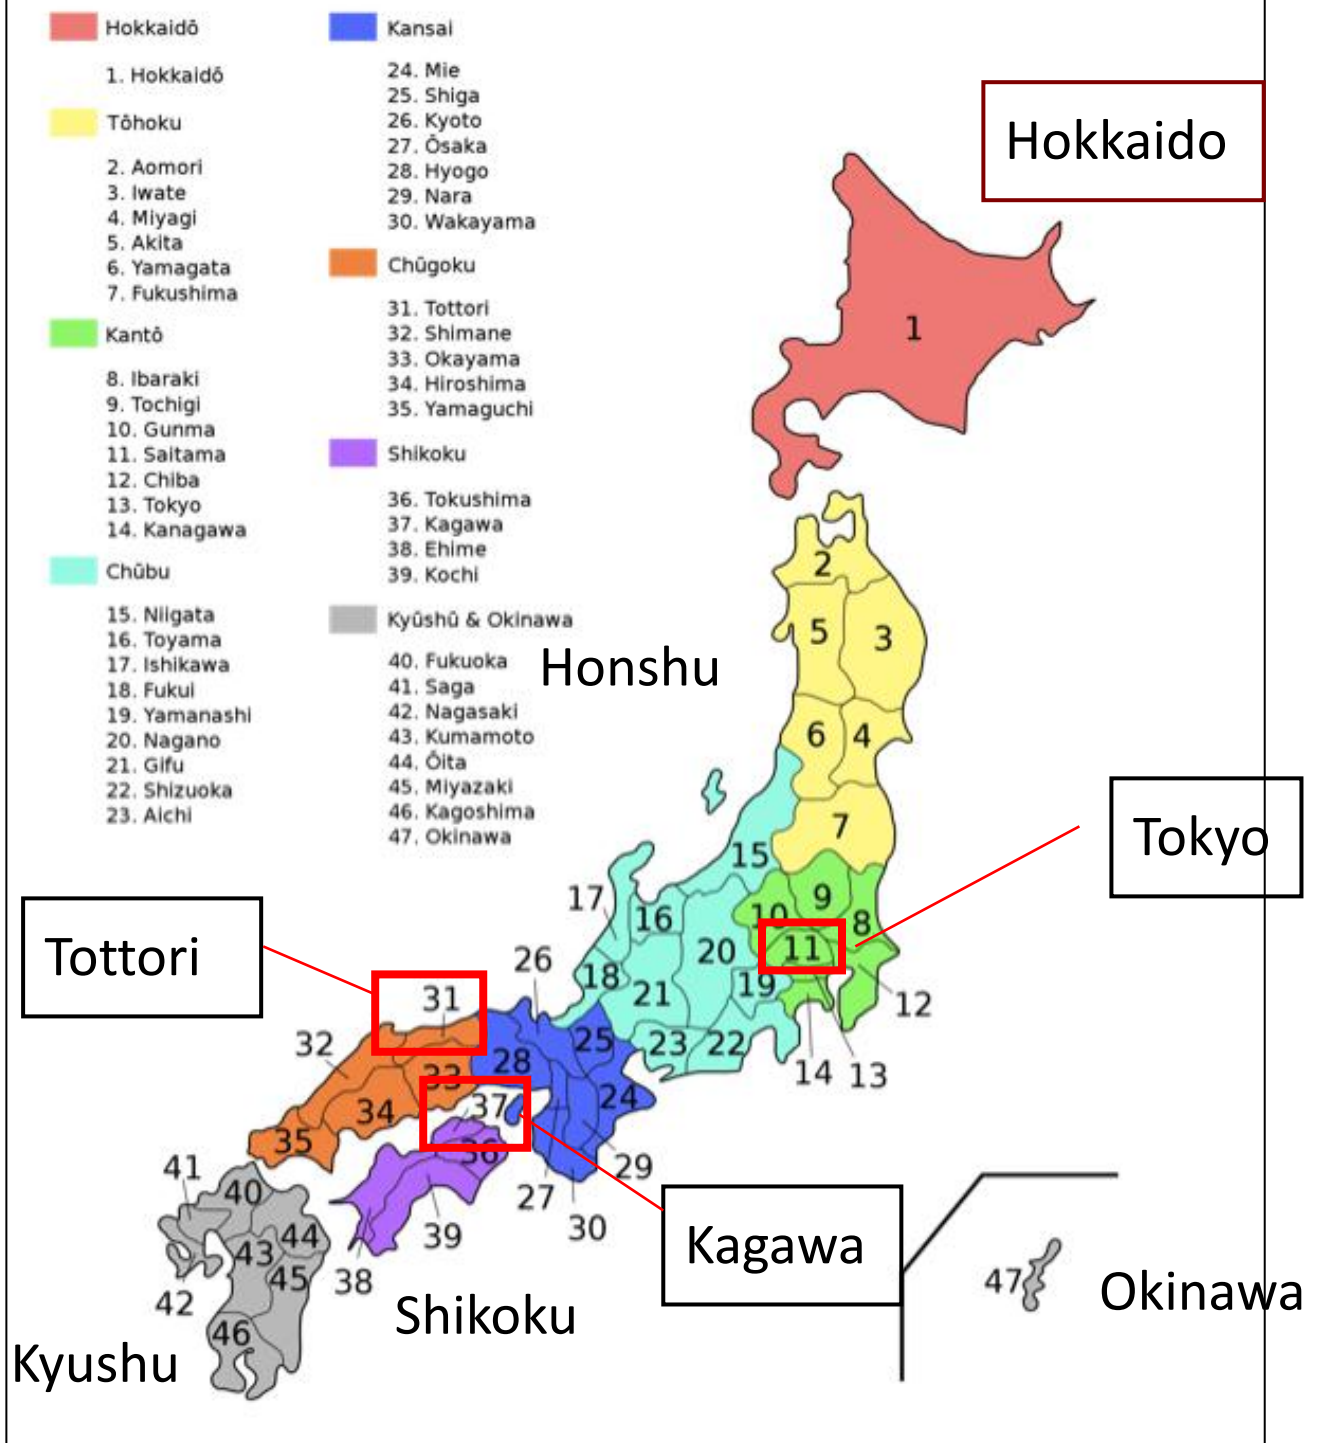 Hokkaidō
1. Hokkaidō
Tōhoku
2. Aomori
3. Iwate
4. Miyagi
5. Akita
6. Yamagata
7. Fukushima
Kantō
8. Ibaraki
9. Tochigi
10. Gunma
11. Saitama
12. Chiba
13. Tokyo
14. Kanagawa
Chūbu
15. Niigata
16. Toyama
17. Ishikawa
18. Fukui
19. Yamanashi
20. Nagano
21. Gifu
22. Shizuoka
23. Aichi
Kansai
24. Mie
25. Shiga
26. Kyoto
27. Ōsaka
28. Hyogo
29. Nara
30. Wakayama
Chūgoku
31. Tottori
32. Shimane
33. Okayama
34. Hiroshima
35. Yamaguchi
Shikoku
36. Tokushima
37. Kagawa
38. Ehime
39. Kochi
Kyūshū & Okinawa
40. Fukuoka
41. Saga
42. Nagasaki
43. Kumamoto
44. Ōita
45. Miyazaki
46. Kagoshima
47. Okinawa
Hokkaido
1
2
5
3
Honshu
6
4
7
Tokyo
15
9
17
16
10
8
Tottori
20
11
26
18
21
19
31
12
32
25
23
22
28
14
13
33
24
34
37
35
36
29
41
40
27
30
39
44
43
Kagawa
45
38
47
Okinawa
42
Shikoku
46
Kyushu